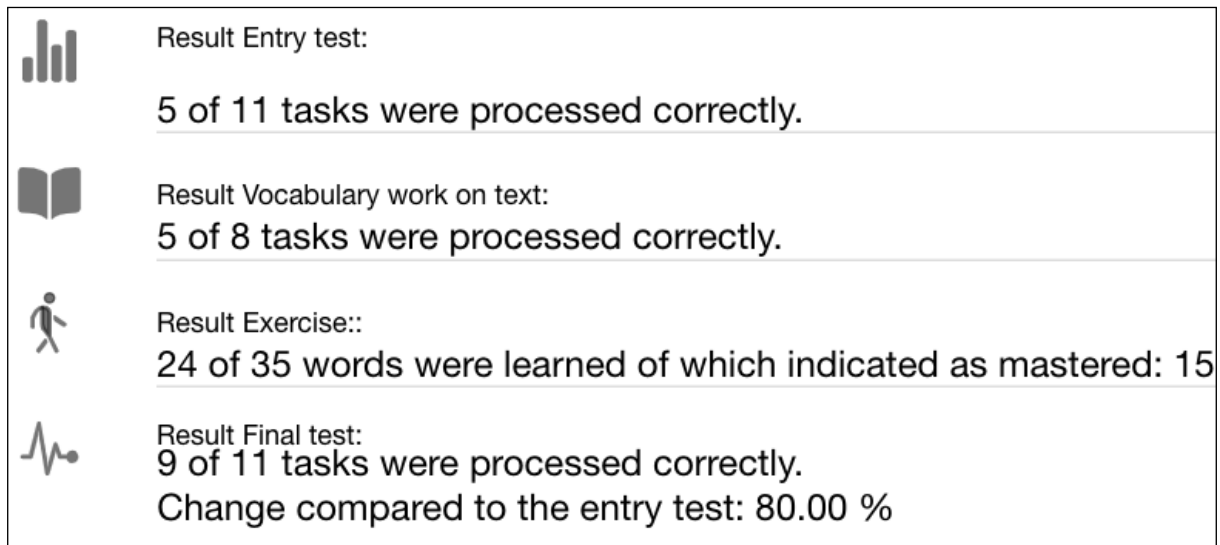 Result Entry test:
5 of 11 tasks were processed correctly.
Result Vocabulary work on text:
5 of 8 tasks were processed correctly.
Result Exercise::
24 of 35 words were learned of which indicated as mastered: 15
Result Final test:
9 of 11 tasks were processed correctly.
Change compared to the entry test: 80.00 %